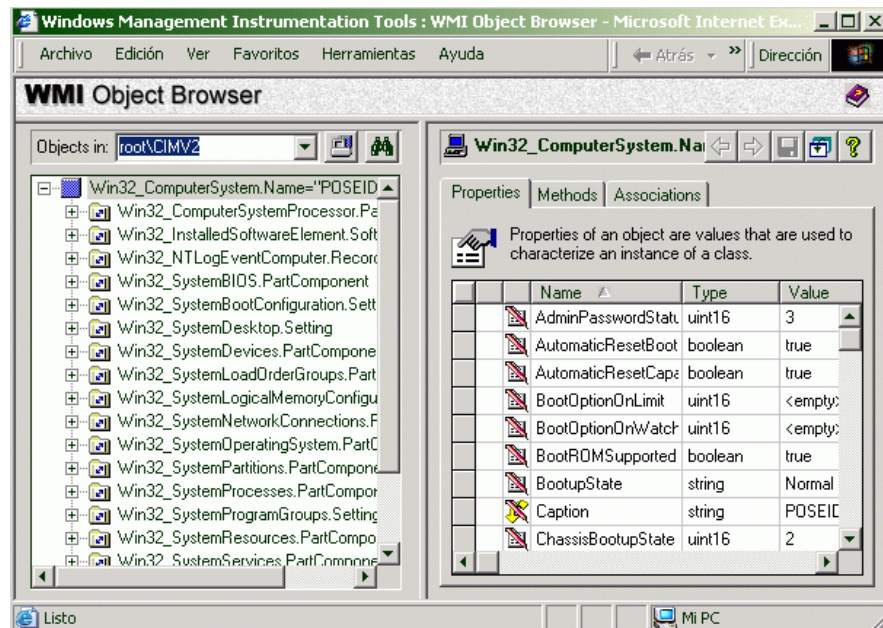 Windows Management Instrumentation Tools : WMI Object Browser - Microsoft Internet Ex...
Archivo Edición Ver Favoritos Herramientas Ayuda Atrás » Dirección
WMI Object Browser
Objects in: root\CIMV2
Win32_ComputerSystem.Name="POSEID
Win32_ComputerSystemProcessor.Pa
Win32_InstalledSoftwareElement.Soft
Win32_NTLogEventComputer.Record
Win32_SystemBIOS.PartComponent
Win32_SystemBootConfiguration.Sett
Win32_SystemDesktop.Setting
Win32_SystemDevices.PartCompone
Win32_SystemLoadOrderGroups.Part
Win32_SystemLogicalMemoryConfigu
Win32_SystemNetworkConnections.P
Win32_SystemOperatingSystem.PartC
Win32_SystemPartitions.PartCompone
Win32_SystemProcesses.PartCompor
Win32_SystemProgramGroups.Setting
Win32_SystemResources.PartCompo
Win32_SystemServices.PartCompone
Win32_ComputerSystem.Nai
Properties Methods Associations
Properties of an object are values that are used to
characterize an instance of a class.
Name Type Value
AdminPasswordStatu uint16 3
AutomaticResetBoot boolean true
AutomaticResetCapa boolean true
BootOptionOnLimit uint16 <empty>
BootOptionOnWatch uint16 <empty>
BootROMSupported boolean true
BootupState string Normal
Caption string POSEID
ChassisBootupState uint16 2
Listo Mi PC